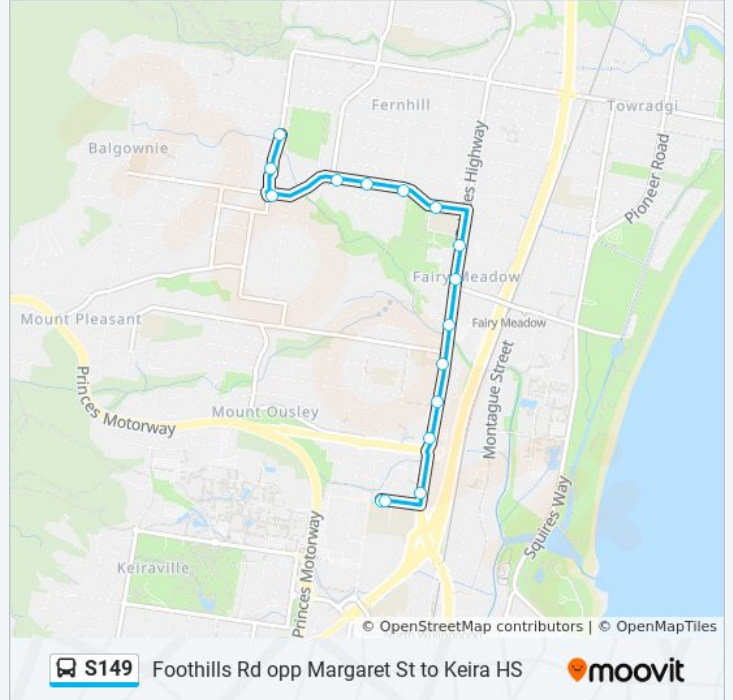 Fernhill
Towradgi
Balgownie
es Highway
Pioneer Road
Fairy Meadow
Mount Pleasant
Fairy Meadow
Montague Street
Princes Motorway
Mount Ousley
Squires Way
Princes Motorway
Keiraville
© OpenStreetMap contributors | © OpenMapTiles
S149 Foothills Rd opp Margaret St to Keira HS
moovit